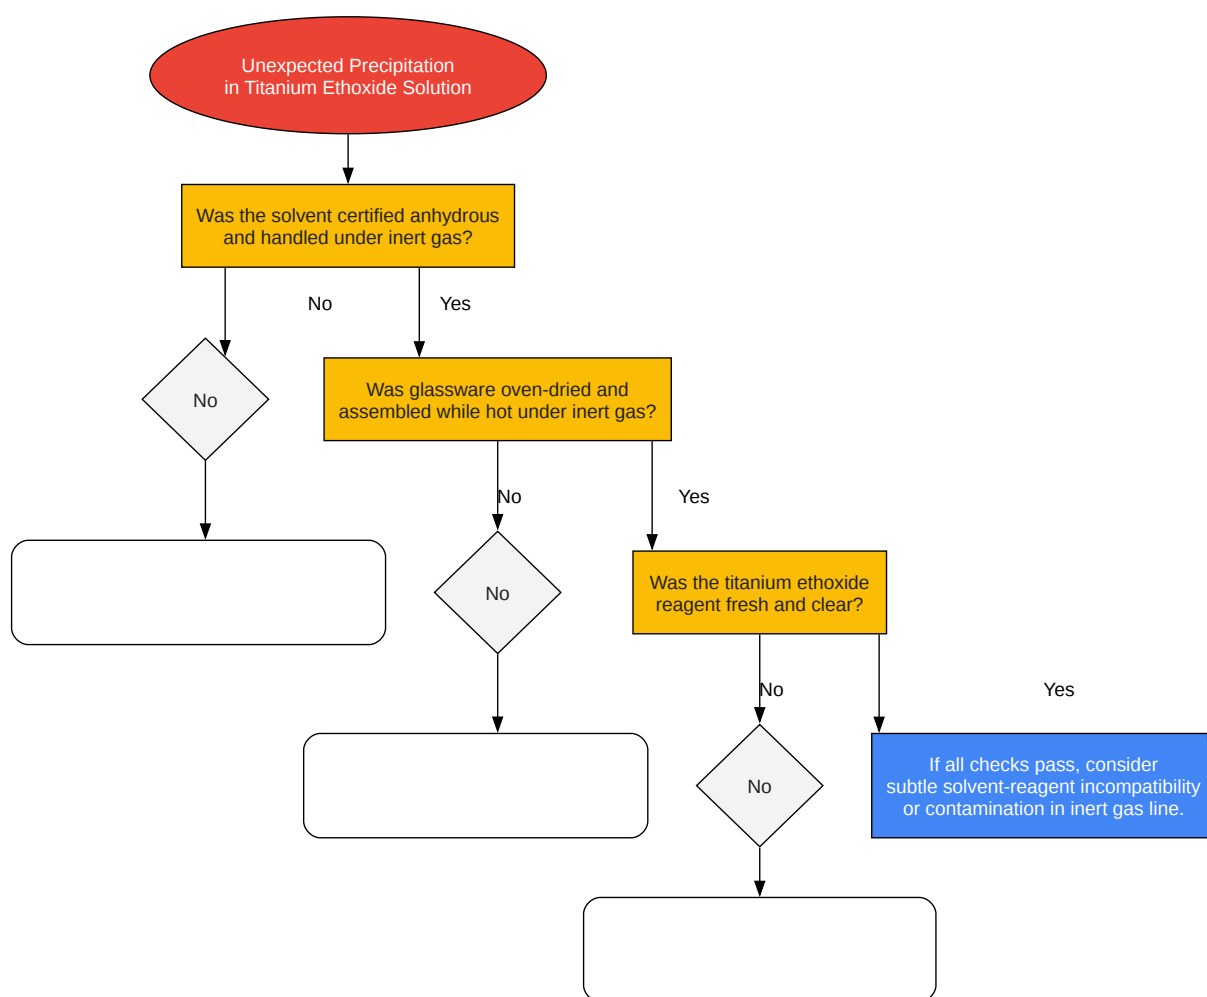 Unexpected Precipitation
in Titanium Ethoxide Solution
Was the solvent certified anhydrous
and handled under inert gas?
No
Yes
Was glassware oven-dried and
assembled while hot under inert gas?
No
No
Yes
Was the titanium ethoxide
reagent fresh and clear?
No
No
Yes
If all checks pass, consider
subtle solvent-reagent incompatibility
or contamination in inert gas line.
No